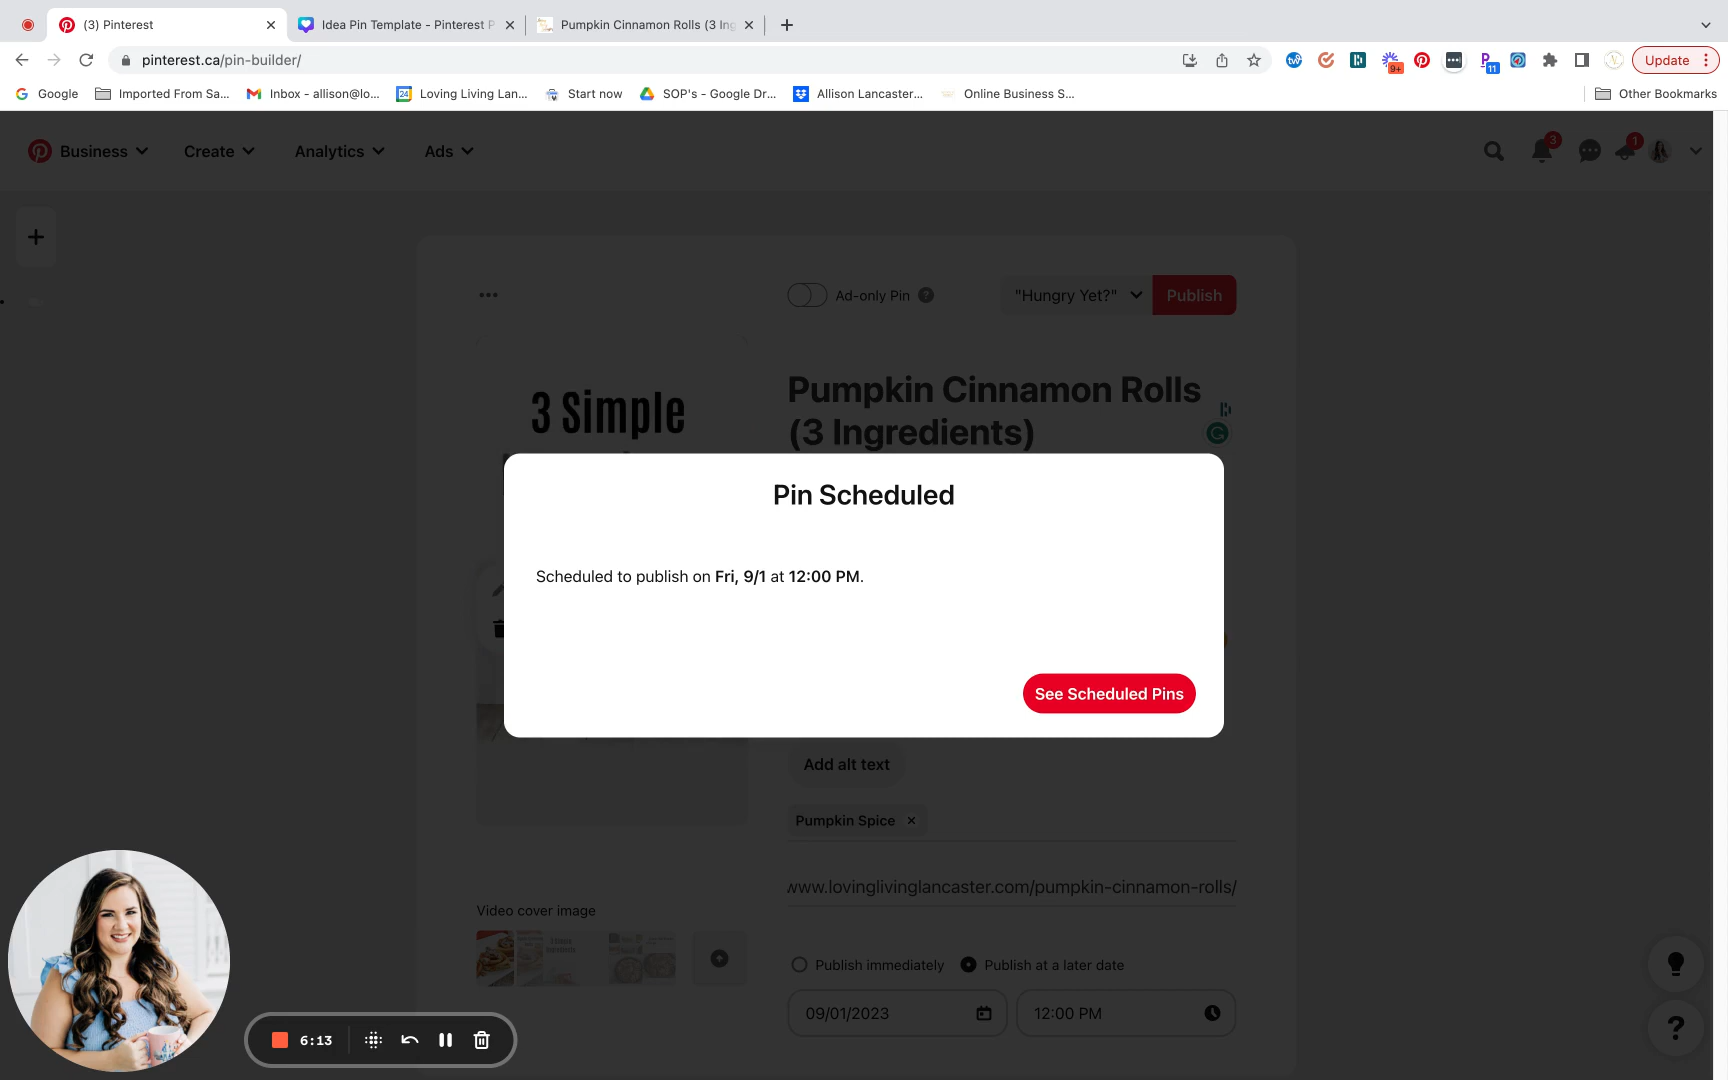 (3) Pinterest
Idea Pin Template - Pinterest P
Pumpkin Cinnamon Rolls (3 Ing
pinterest.ca/pin-builder/
9+
11
Update
Google
Imported From Sa...
Inbox - allison@lo...
24
Loving Living Lan...
Start now
SOP's - Google Dr...
Allison Lancaster...
Online Business S...
Other Bookmarks
Business
Create
Analytics
Ads
3
1
Ad-only Pin
"Hungry Yet?"
Publish
3 Simple
Pumpkin Cinnamon Rolls
(3 Ingredients)
Pin Scheduled
Scheduled to publish on Fri, 9/1 at 12:00 PM.
See Scheduled Pins
Add alt text
Pumpkin Spice
www.lovinglivinglancaster.com/pumpkin-cinnamon-rolls/
Video cover image
Publish immediately
Publish at a later date
09/01/2023
12:00 PM
6:13